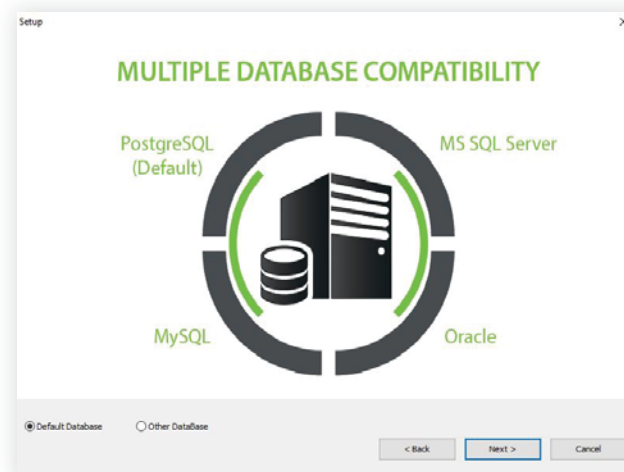 Setup
MULTIPLE DATABASE COMPATIBILITY
PostgreSQL
(Default)
MS SQL Server
MySQL
Oracle
Default Database
Other DataBase
< Back
Next >
Cancel